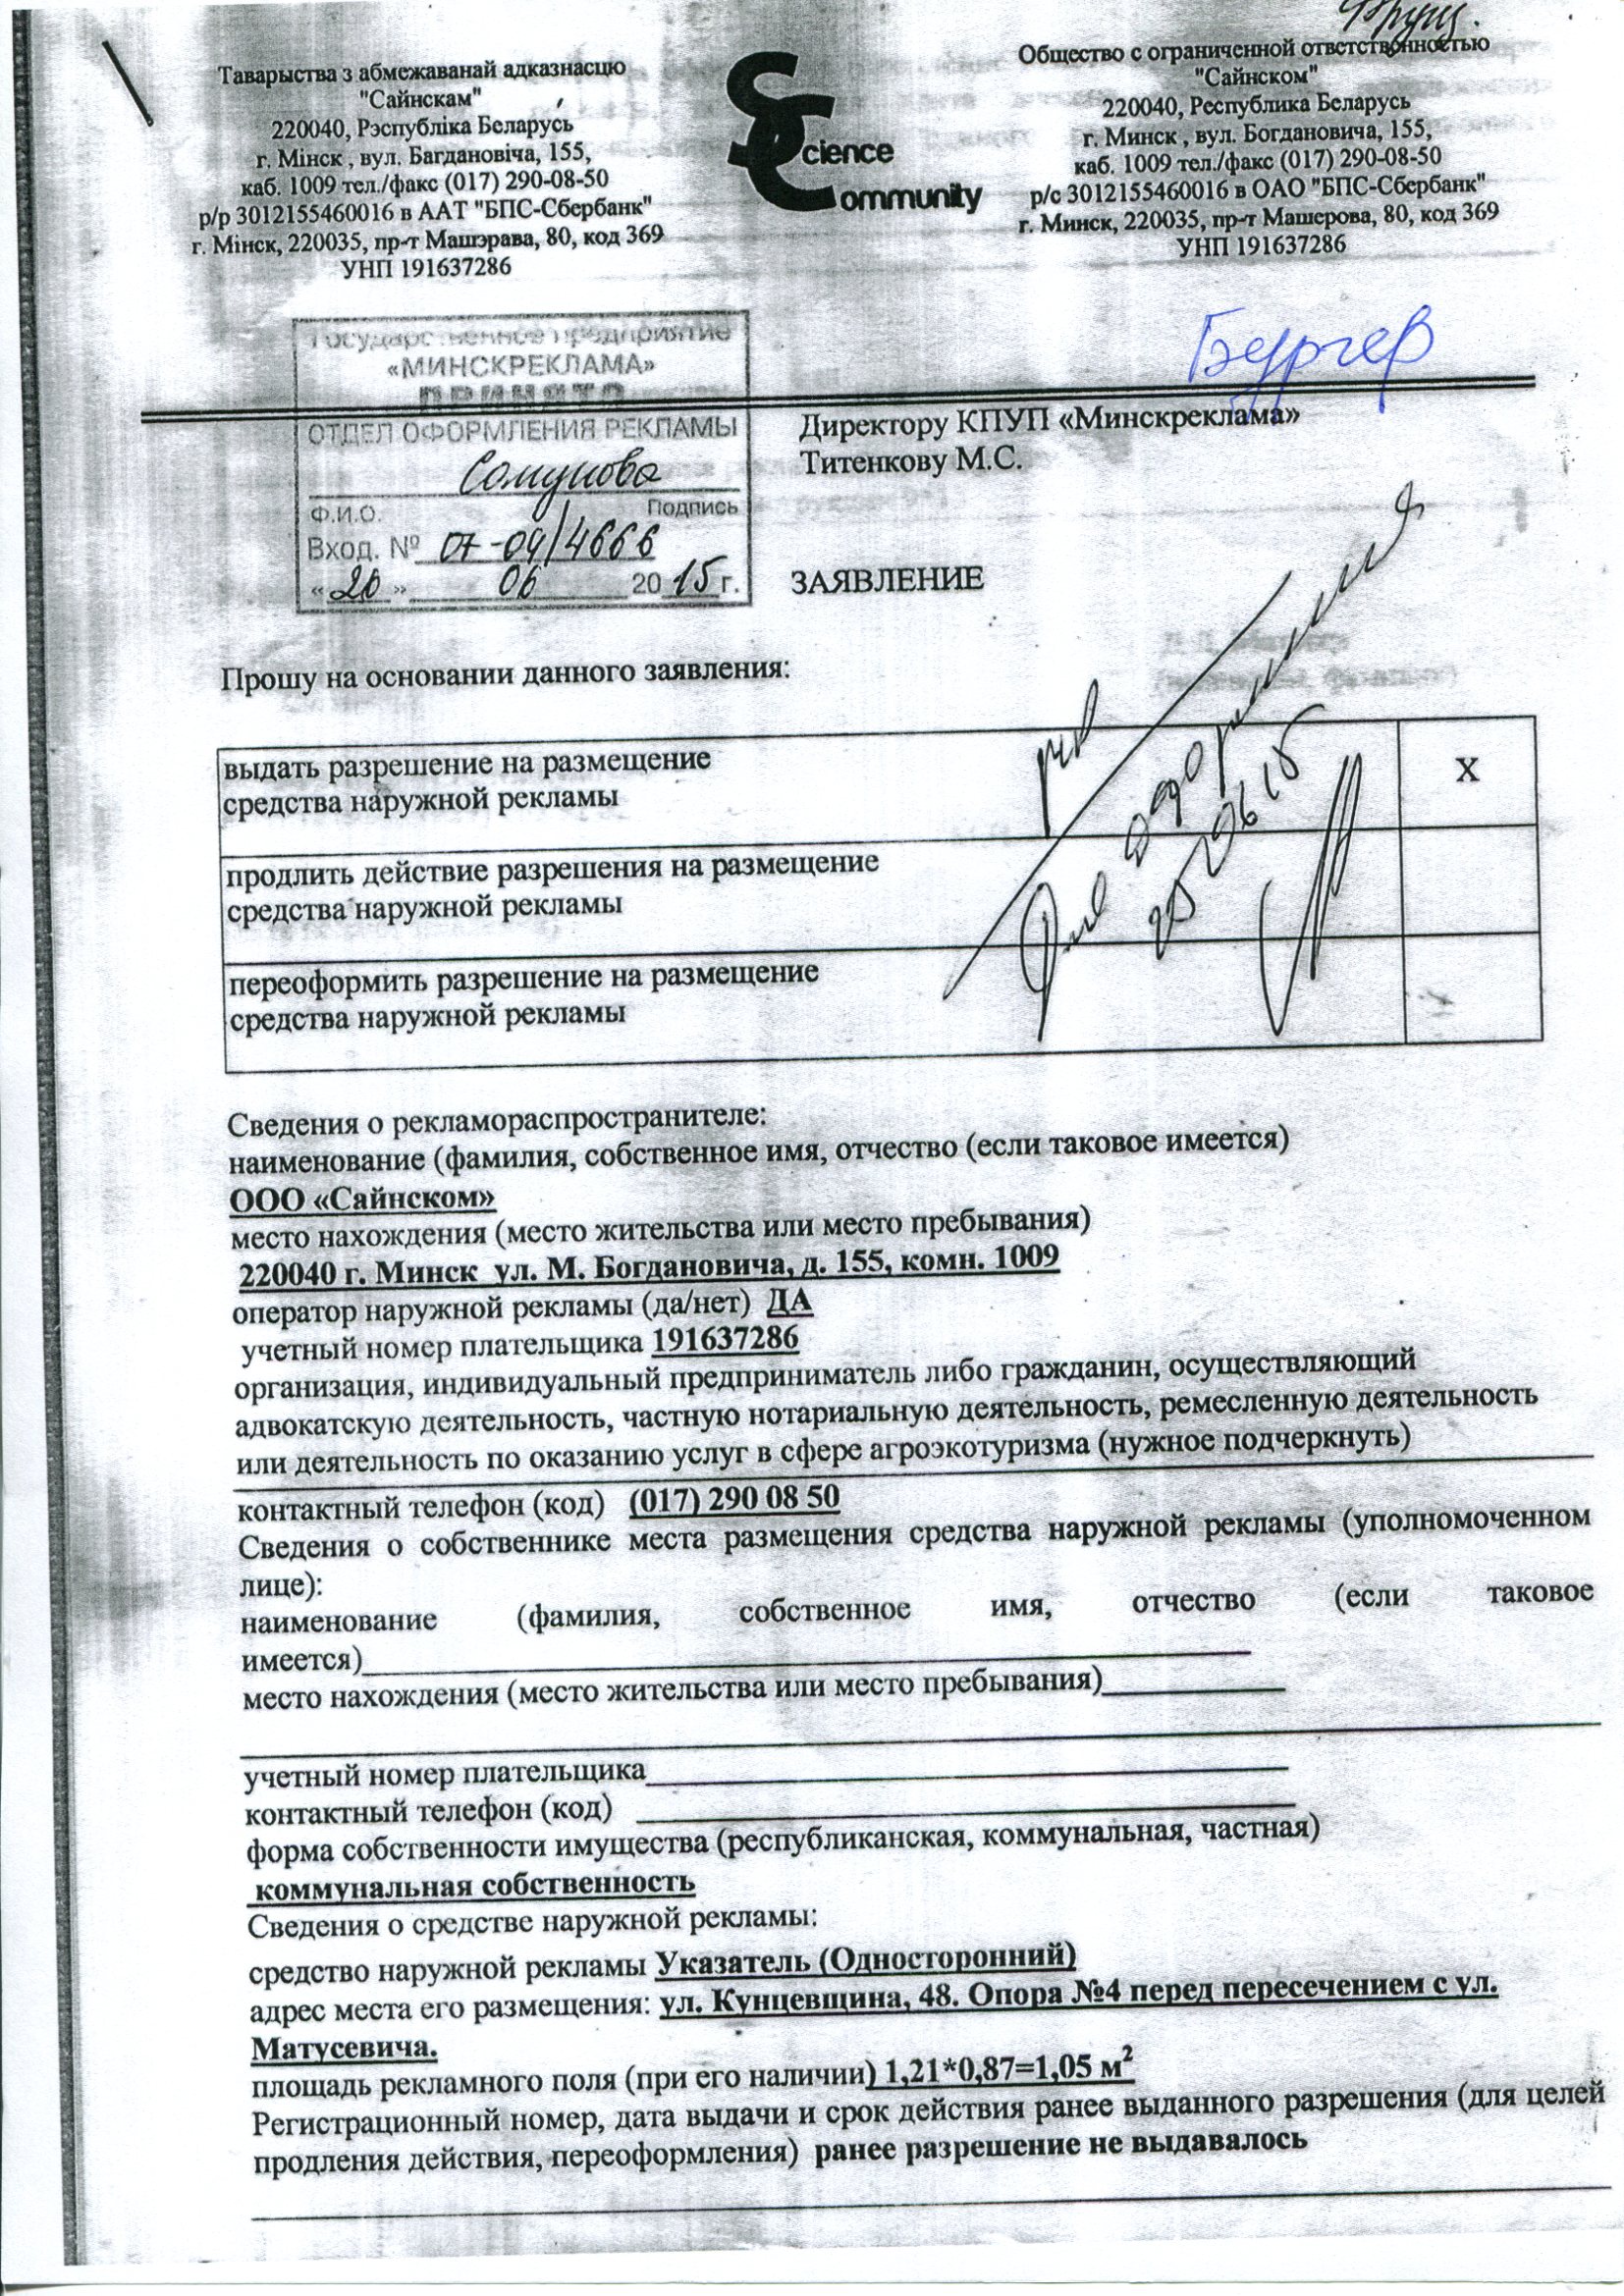 Таварыства з абмежаванай адказнасцю
"Сайнскам"
220040, Рэспубліка Беларусь
г. Мінск , вул. Багдановіча, 155,
каб. 1009 тел./факс (017) 290-08-50
р/р 3012155460016 в ААТ "БПС-Сбербанк"
г. Мінск, 220035, пр-т Машэрава, 80, код 369
УНП 191637286
Science
Community
Общество с ограниченной ответственностью
"Сайнском"
220040, Республика Беларусь
г. Минск , вул. Богдановича, 155,
каб. 1009 тел./факс (017) 290-08-50
р/с 3012155460016 в ОАО "БПС-Сбербанк"
г. Минск, 220035, пр-т Машерова, 80, код 369
УНП 191637286
Бургер
Государственное предприятие
«МИНСКРЕКЛАМА»
ПРИНЯТО
ОТДЕЛ ОФОРМЛЕНИЯ РЕКЛАМЫ
Сомунова
Ф.И.О. Подпись
Вход. № 07-04/4666
«20» 06 2015 г.
Директору КПУП «Минскреклама»
Титенкову М.С.
ЗАЯВЛЕНИЕ
Прошу на основании данного заявления:
выдать разрешение на размещение
средства наружной рекламы
X
продлить действие разрешения на размещение
средства наружной рекламы
переоформить разрешение на размещение
средства наружной рекламы
Сведения о рекламораспространителе:
наименование (фамилия, собственное имя, отчество (если таковое имеется)
ООО «Сайнском»
место нахождения (место жительства или место пребывания)
220040 г. Минск ул. М. Богдановича, д. 155, комн. 1009
оператор наружной рекламы (да/нет) ДА
учетный номер плательщика 191637286
организация, индивидуальный предприниматель либо гражданин, осуществляющий
адвокатскую деятельность, частную нотариальную деятельность, ремесленную деятельность
или деятельность по оказанию услуг в сфере агроэкотуризма (нужное подчеркнуть)
контактный телефон (код) (017) 290 08 50
Сведения о собственнике места размещения средства наружной рекламы (уполномоченном
лице):
наименование (фамилия, собственное имя, отчество (если таковое
имеется)
место нахождения (место жительства или место пребывания)
учетный номер плательщика
контактный телефон (код)
форма собственности имущества (республиканская, коммунальная, частная)
коммунальная собственность
Сведения о средстве наружной рекламы:
средство наружной рекламы Указатель (Односторонний)
адрес места его размещения: ул. Кунцевщина, 48. Опора №4 перед пересечением с ул.
Матусевича.
площадь рекламного поля (при его наличии) 1,21*0,87=1,05 м²
Регистрационный номер, дата выдачи и срок действия ранее выданного разрешения (для целей
продления действия, переоформления) ранее разрешение не выдавалось